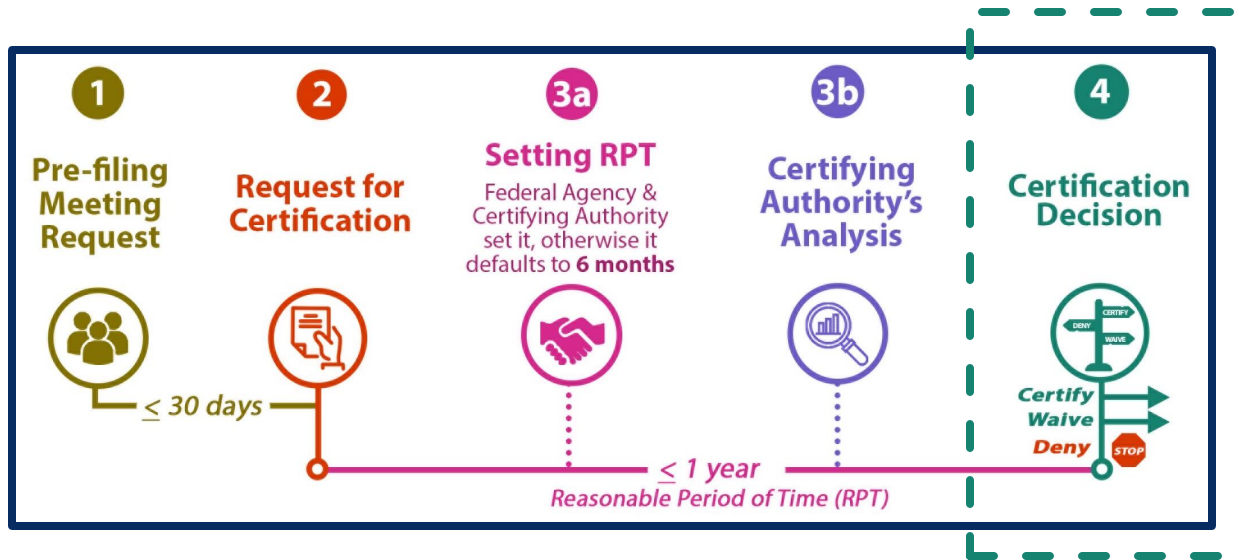 1
Pre-filing
Meeting
Request
≤ 30 days
2
Request for
Certification
3a
Setting RPT
Federal Agency &
Certifying Authority
set it, otherwise it
defaults to 6 months
3b
Certifying
Authority's
Analysis
4
Certification
Decision
CERTIFY
DENY
WAIVE
Certify
Waive
Deny
STOP
≤ 1 year
Reasonable Period of Time (RPT)